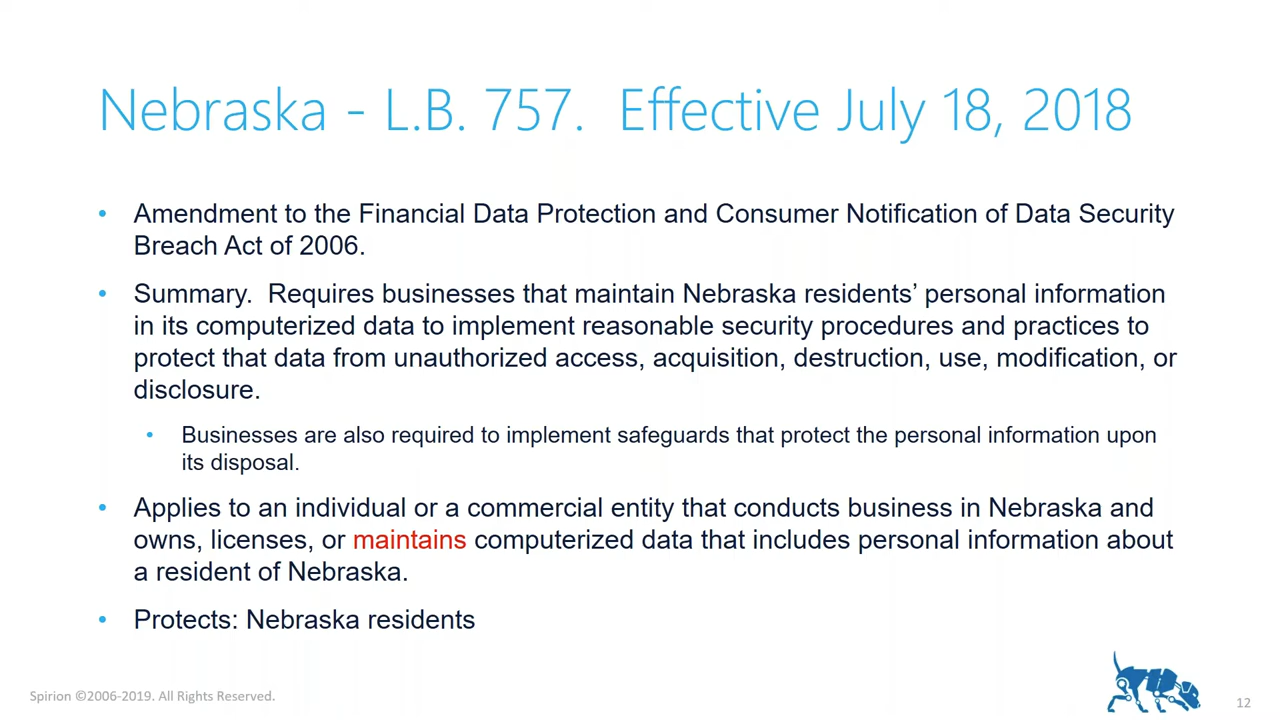 Nebraska - L.B. 757.  Effective July 18, 2018
• Amendment to the Financial Data Protection and Consumer Notification of Data Security
Breach Act of 2006.
• Summary.  Requires businesses that maintain Nebraska residents’ personal information
in its computerized data to implement reasonable security procedures and practices to
protect that data from unauthorized access, acquisition, destruction, use, modification, or
disclosure.
• Businesses are also required to implement safeguards that protect the personal information upon
its disposal.
• Applies to an individual or a commercial entity that conducts business in Nebraska and
owns, licenses, or maintains computerized data that includes personal information about
a resident of Nebraska.
• Protects: Nebraska residents
Spirion ©2006-2019. All Rights Reserved.
12